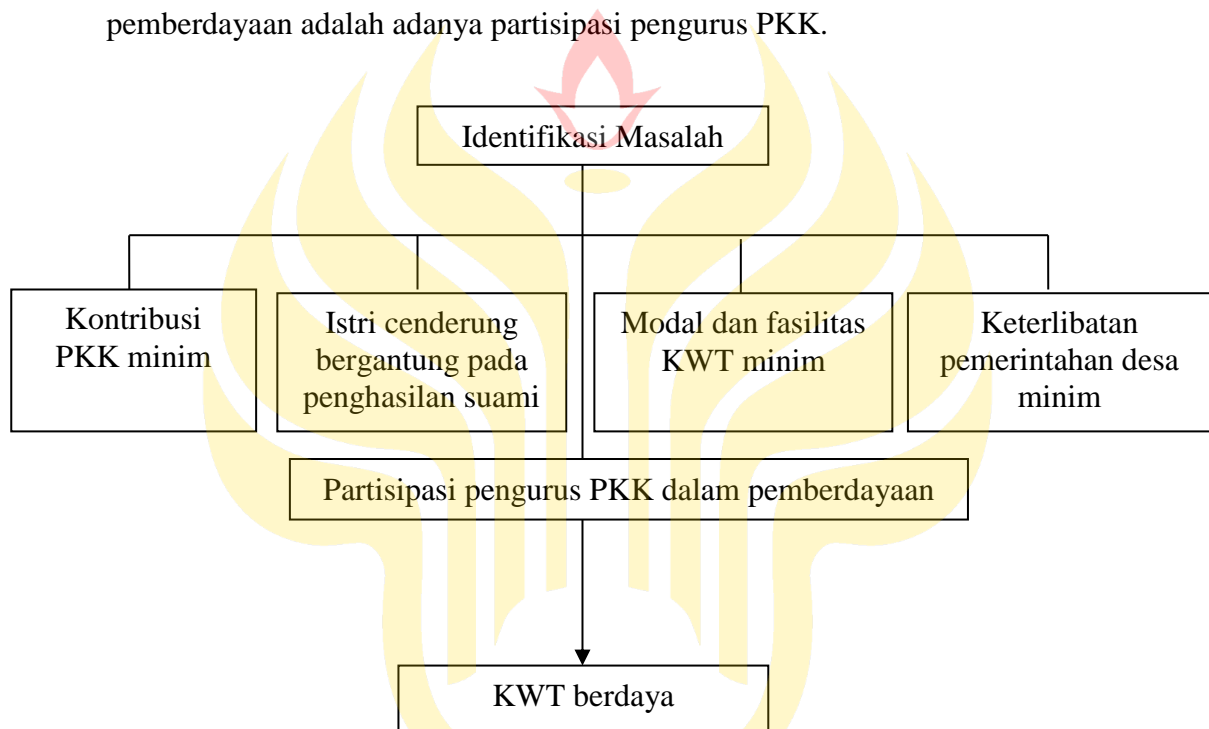 pemberdayaan adalah adanya partisipasi pengurus PKK.
Identifikasi Masalah
Kontribusi
PKK minim
Istri cenderung
bergantung pada
penghasilan suami
Modal dan fasilitas
KWT minim
Keterlibatan
pemerintahan desa
minim
Partisipasi pengurus PKK dalam pemberdayaan
KWT berdaya